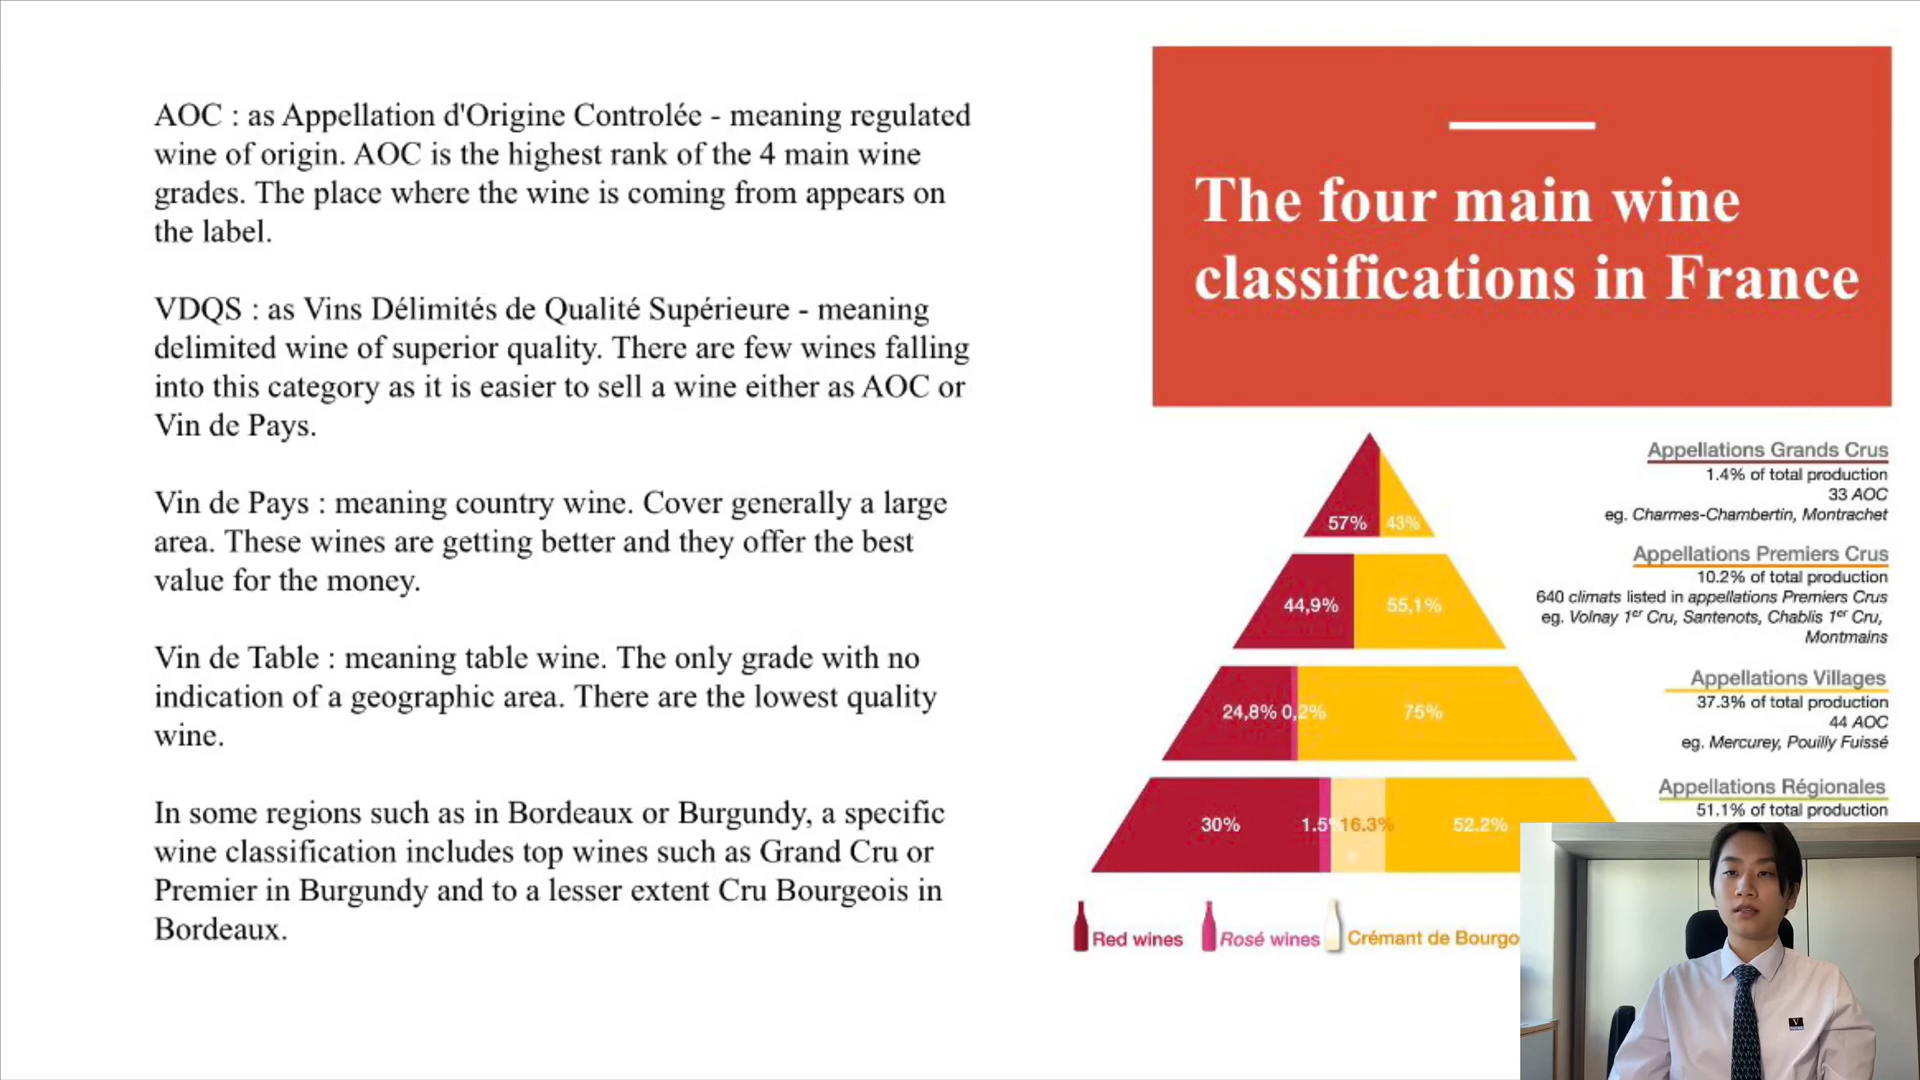 AOC : as Appellation d'Origine Controlée - meaning regulated
wine of origin. AOC is the highest rank of the 4 main wine
grades. The place where the wine is coming from appears on
the label.
VDQS : as Vins Délimités de Qualité Supérieure - meaning
delimited wine of superior quality. There are few wines falling
into this category as it is easier to sell a wine either as AOC or
Vin de Pays.
Vin de Pays : meaning country wine. Cover generally a large
area. These wines are getting better and they offer the best
value for the money.
Vin de Table : meaning table wine. The only grade with no
indication of a geographic area. There are the lowest quality
wine.
In some regions such as in Bordeaux or Burgundy, a specific
wine classification includes top wines such as Grand Cru or
Premier in Burgundy and to a lesser extent Cru Bourgeois in
Bordeaux.
The four main wine
classifications in France
57% 43%
Appellations Grands Crus
1.4% of total production
33 AOC
eg. Charmes-Chambertin, Montrachet
44,9% 55,1%
Appellations Premiers Crus
10.2% of total production
640 climats listed in appellations Premiers Crus
eg. Volnay 1er Cru, Santenots, Chablis 1er Cru,
Montmains
24,8% 0,2% 75%
Appellations Villages
37.3% of total production
44 AOC
eg. Mercurey, Pouilly Fuissé
30% 1.5% 16.3% 52.2%
Appellations Régionales
51.1% of total production
Red wines Rosé wines Crémant de Bourgo